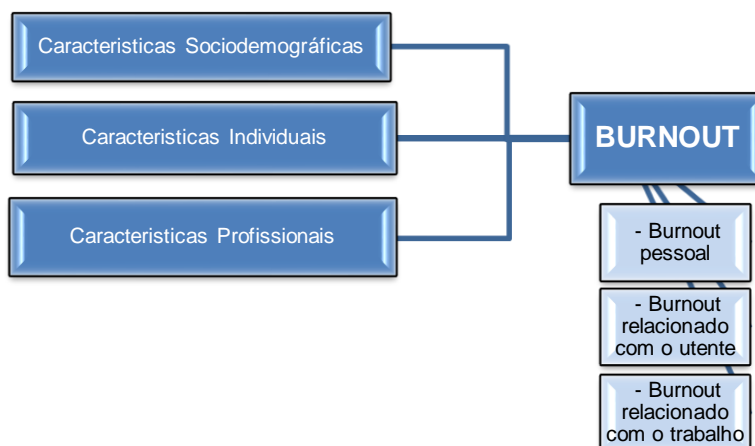 Caracteristicas Sociodemográficas
Caracteristicas Individuais
Caracteristicas Profissionais
BURNOUT
- Burnout
pessoal
- Burnout
relacionado
com o utente
- Burnout
relacionado
com o trabalho